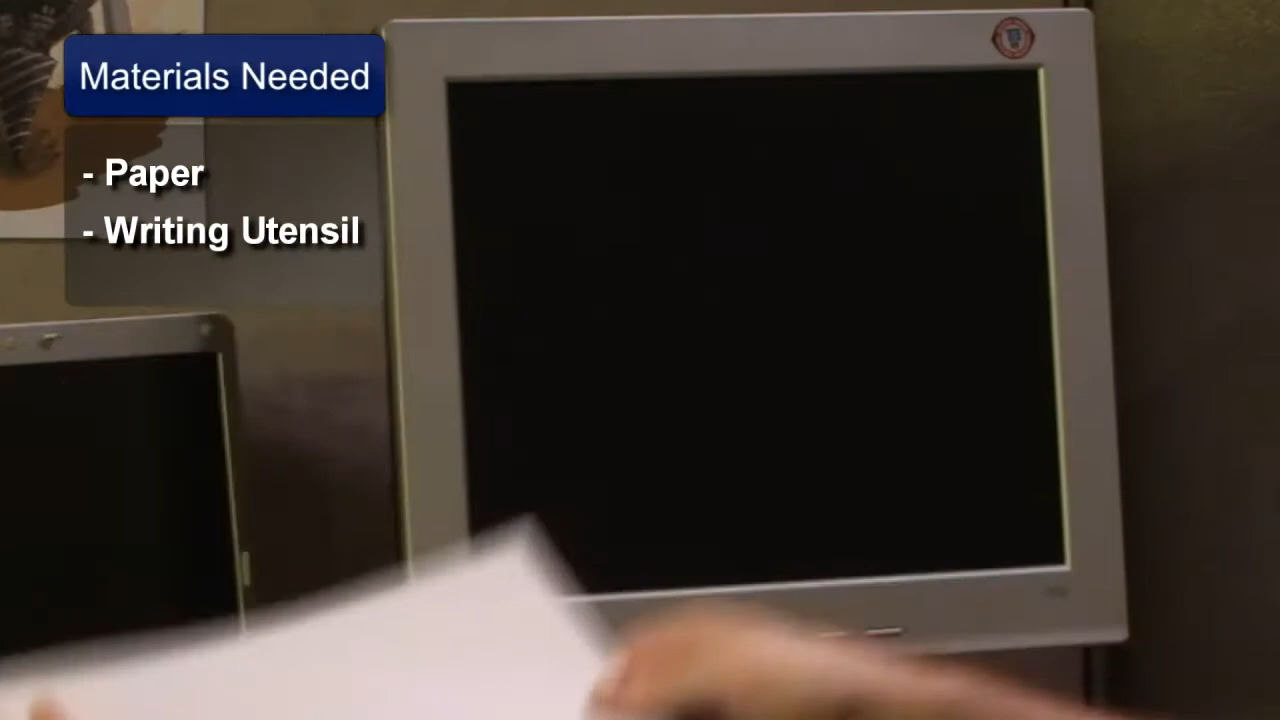 Materials Needed
- Paper
- Writing Utensil